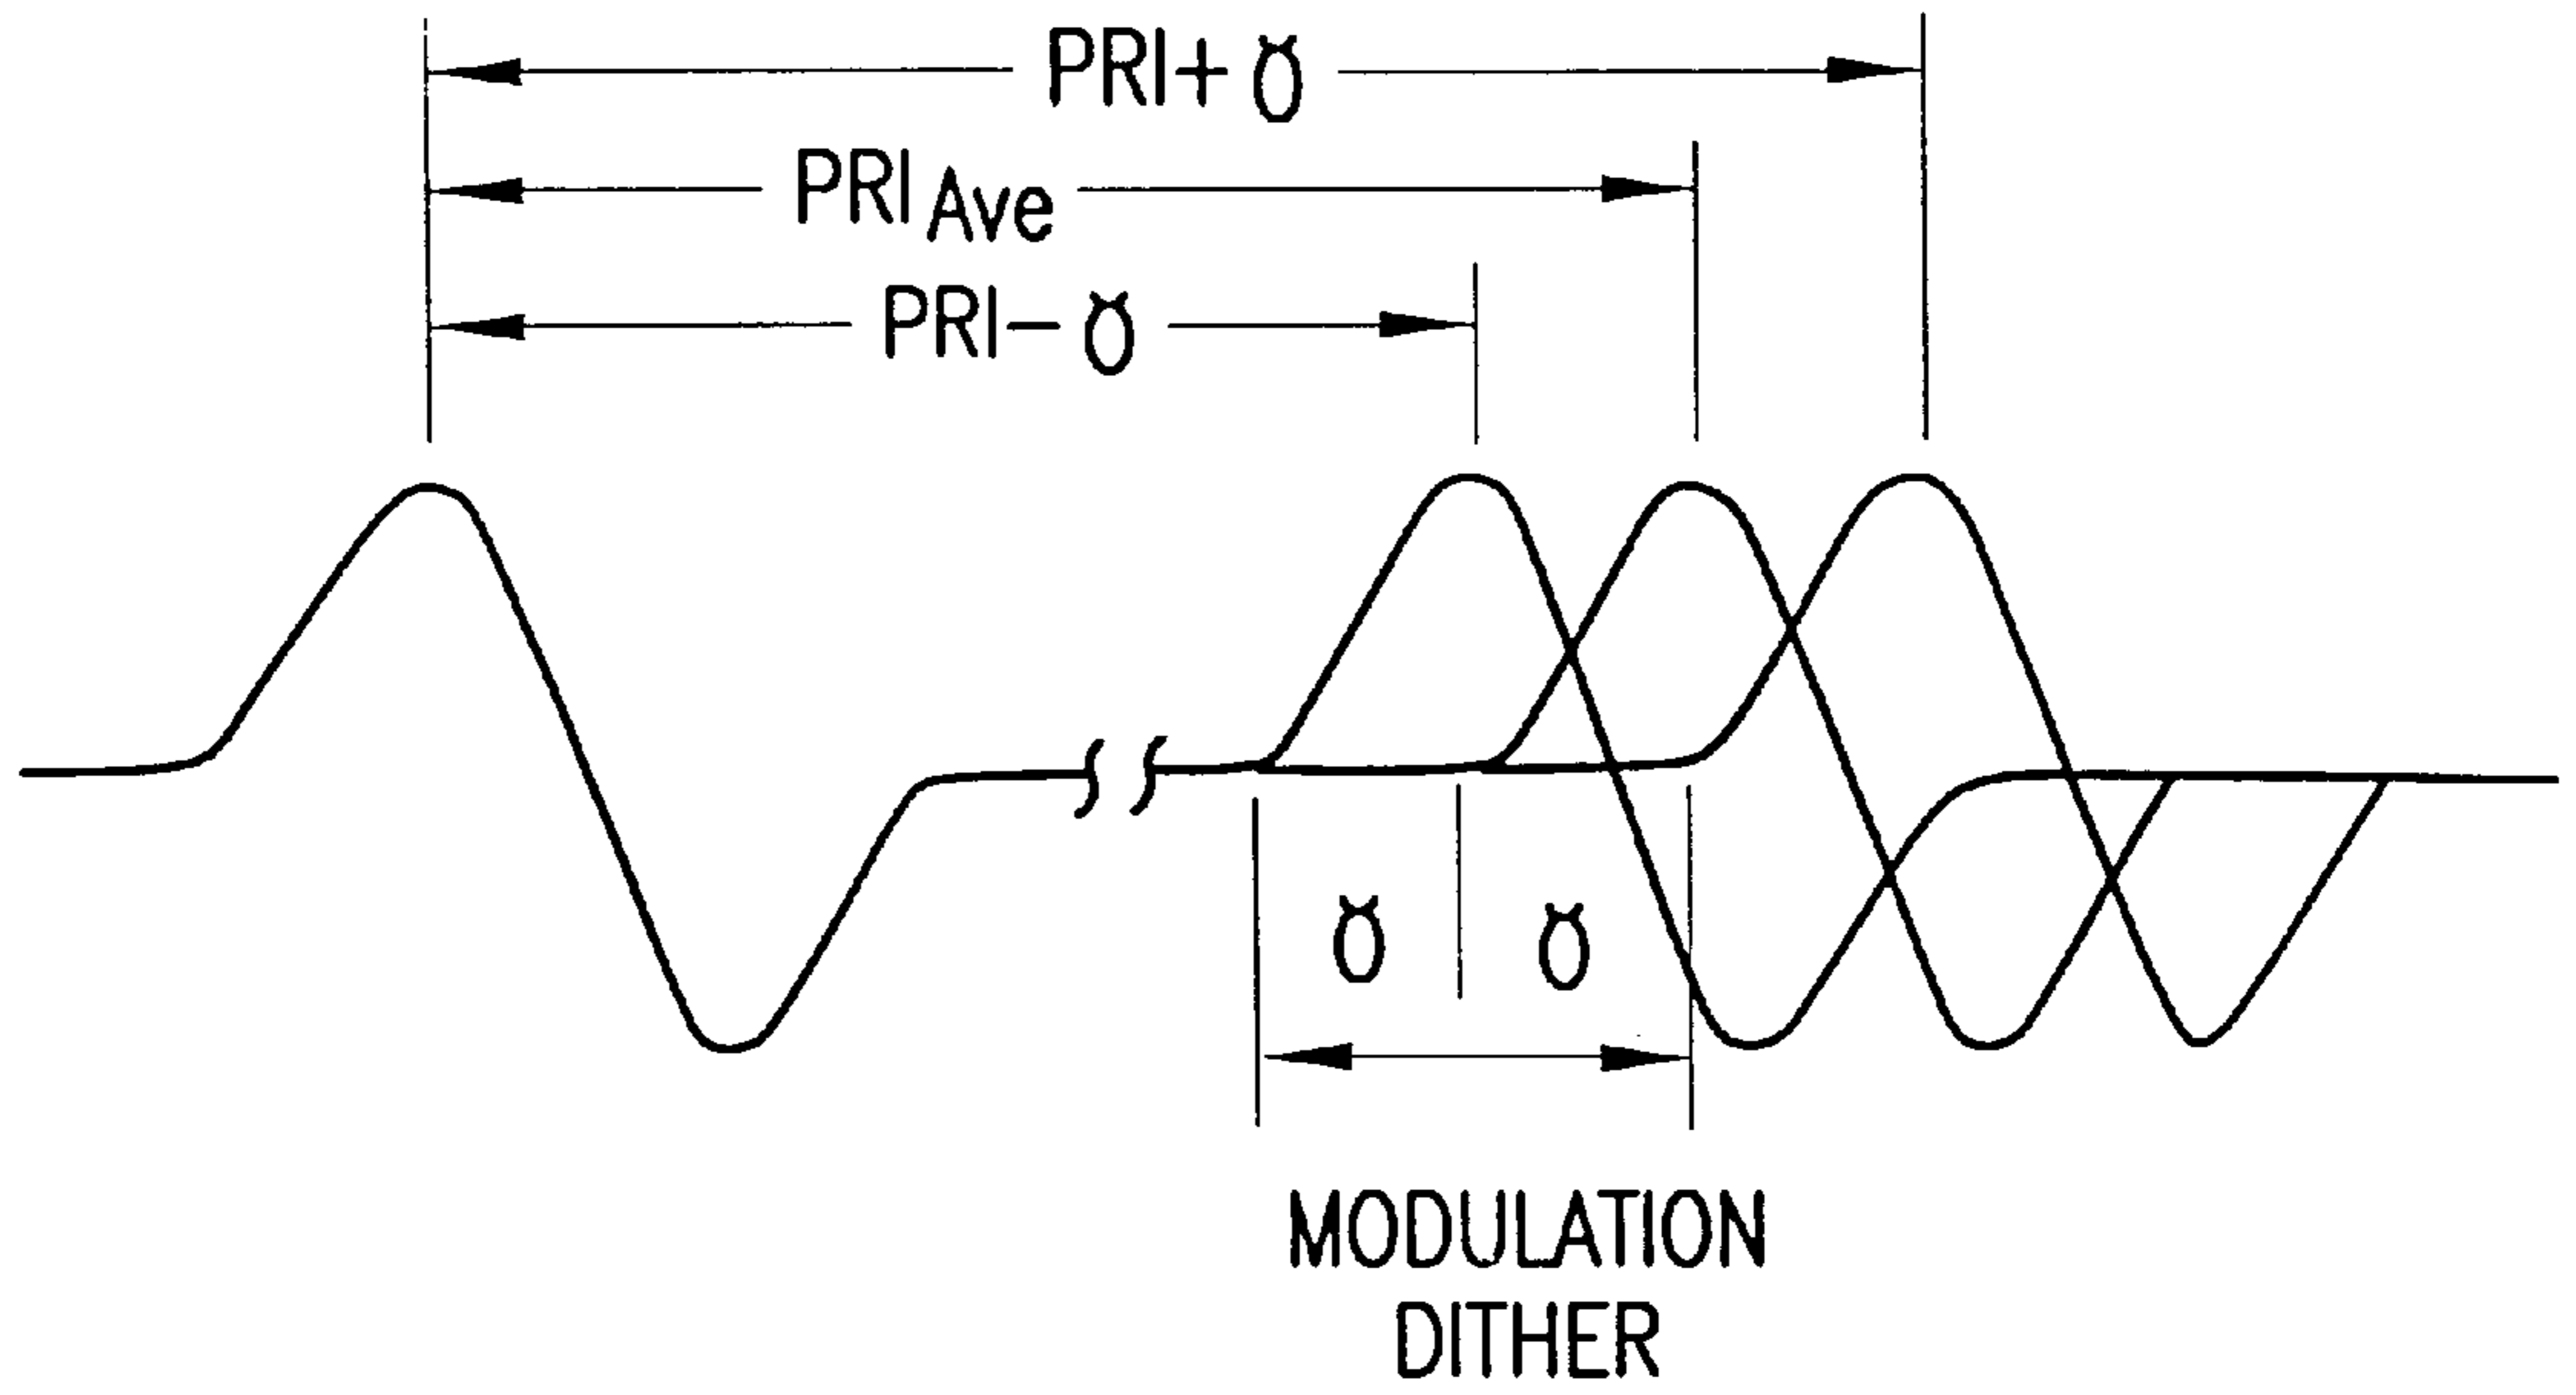 PRI+ ŏ
PRI Ave
PRI− ŏ
ŏ ŏ
MODULATION
DITHER